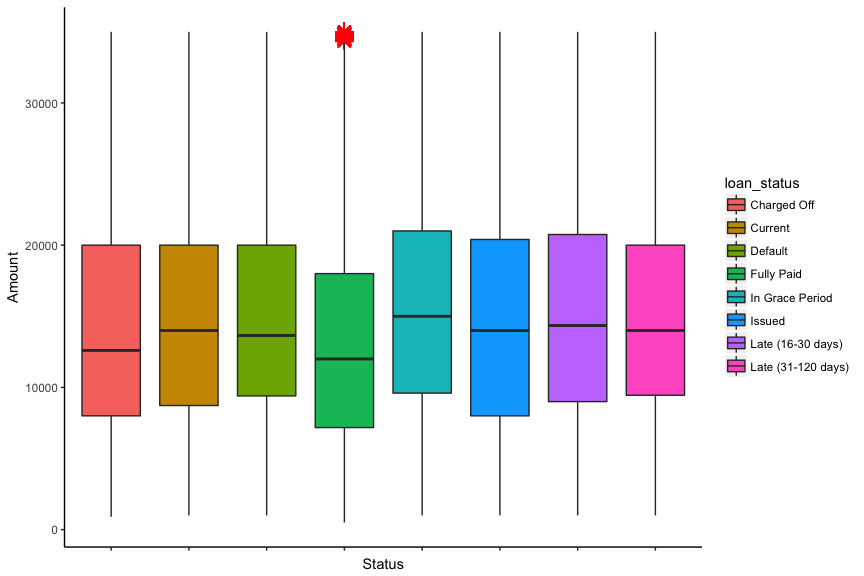 30000
20000
10000
0
Amount
Status
loan_status
Charged Off
Current
Default
Fully Paid
In Grace Period
Issued
Late (16-30 days)
Late (31-120 days)